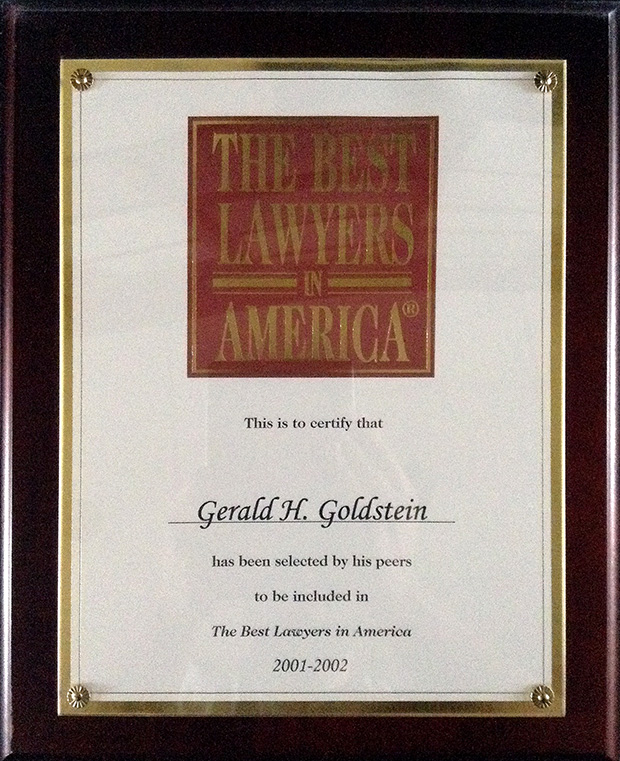 THE BEST
LAWYERS
IN
AMERICA®
This is to certify that
Gerald H. Goldstein
has been selected by his peers
to be included in
The Best Lawyers in America
2001-2002